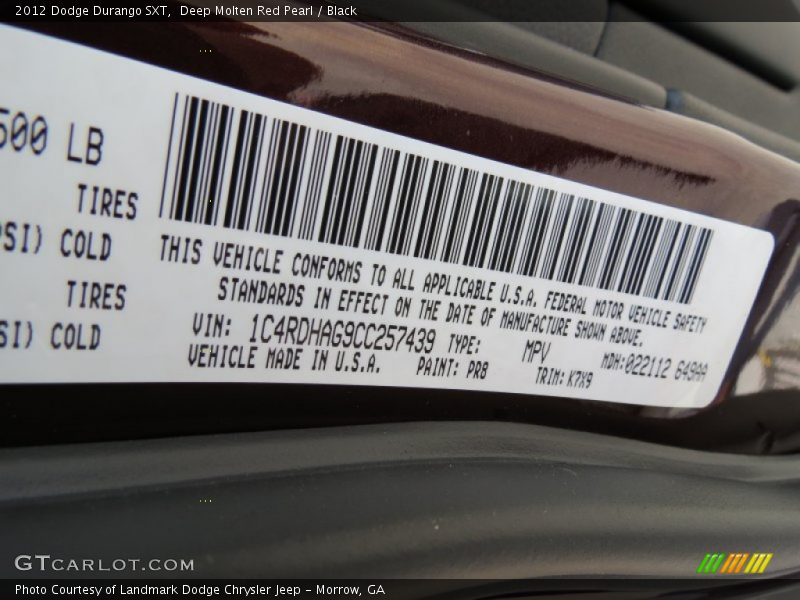 2012 Dodge Durango SXT,  Deep Molten Red Pearl / Black
500 LB
TIRES
SI) COLD
TIRES
SI) COLD
THIS VEHICLE CONFORMS TO ALL APPLICABLE U.S.A. FEDERAL MOTOR VEHICLE SAFETY
STANDARDS IN EFFECT ON THE DATE OF MANUFACTURE SHOWN ABOVE.
VIN: 1C4RDHAG9CC257439 TYPE: MPV MDH:022112 649AA
VEHICLE MADE IN U.S.A. PAINT: PR8 TRIM: K7X9
GTCARLOT.COM
Photo Courtesy of Landmark Dodge Chrysler Jeep – Morrow, GA